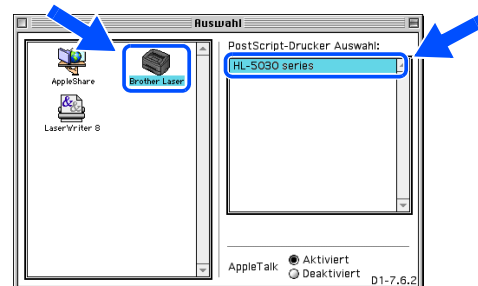 Auswahl
PostScript-Drucker Auswahl:
HL-5030 series
AppleShare
Brother Laser
LaserWriter 8
AppleTalk
Aktiviert
Deaktiviert
D1-7.6.2